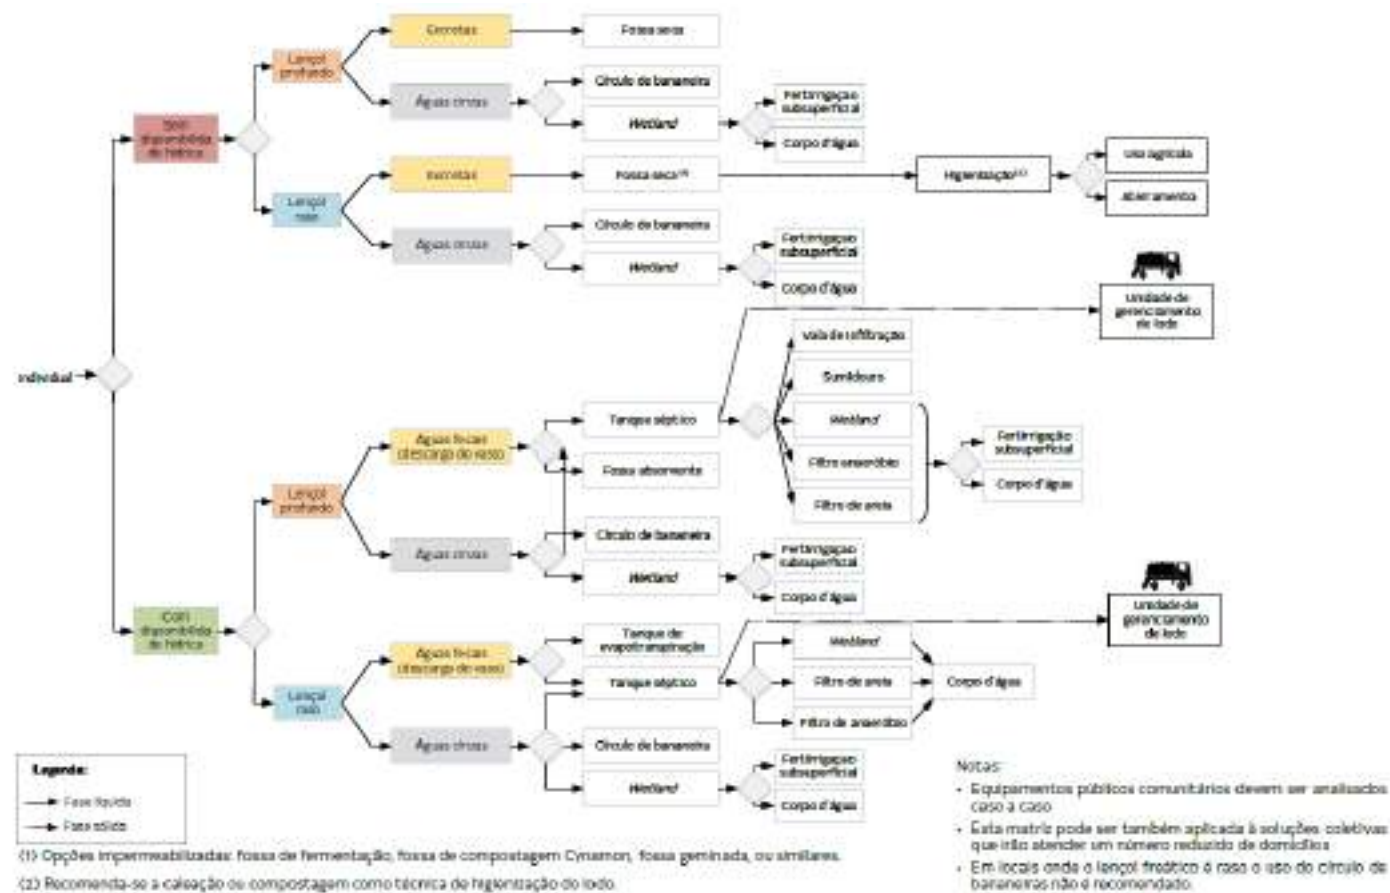 Individual
Sem
disponibilida
de hídrica
Lençol
profundo
Excretas
Fossa seca
Águas cinzas
Círculo de bananeira
Wetland
Fertirrigação
subsuperficial
Corpo d'água
Lençol
raso
Excretas
Fossa seca⁽¹⁾
Higienização⁽²⁾
Uso agrícola
Aterramento
Águas cinzas
Círculo de bananeira
Wetland
Fertirrigação
subsuperficial
Corpo d'água
Com
disponibilida
de hídrica
Lençol
profundo
Águas fecais
(descarga do vaso)
Tanque séptico
Fossa absorvente
Unidade de
gerenciamento
de lodo
Vala de Infiltração
Sumidouro
Wetland
Filtro anaeróbio
Filtro de areia
Fertirrigação
subsuperficial
Corpo d'água
Águas cinzas
Círculo de bananeira
Wetland
Fertirrigação
subsuperficial
Corpo d'água
Lençol
raso
Águas fecais
(descarga do vaso)
Tanque de
evapotranspiração
Tanque séptico
Unidade de
gerenciamento
de lodo
Wetland
Filtro de areia
Filtro de anaeróbio
Corpo d'água
Águas cinzas
Círculo de bananeira
Wetland
Fertirrigação
subsuperficial
Corpo d'água
Legenda:
Fase líquida
Fase sólida
(1) Opções impermeabilizadas: fossa de fermentação, fossa de compostagem Cynamon, fossa geminada, ou similares.
(2) Recomenda-se a caleação ou compostagem como técnica de higienização do lodo.
Notas:
• Equipamentos públicos comunitários devem ser analisados
caso a caso
• Esta matriz pode ser também aplicada à soluções coletivas
que irão atender um número reduzido de domicílios
• Em locais onde o lençol freático é raso o uso do círculo de
bananeiras não é recomendado.